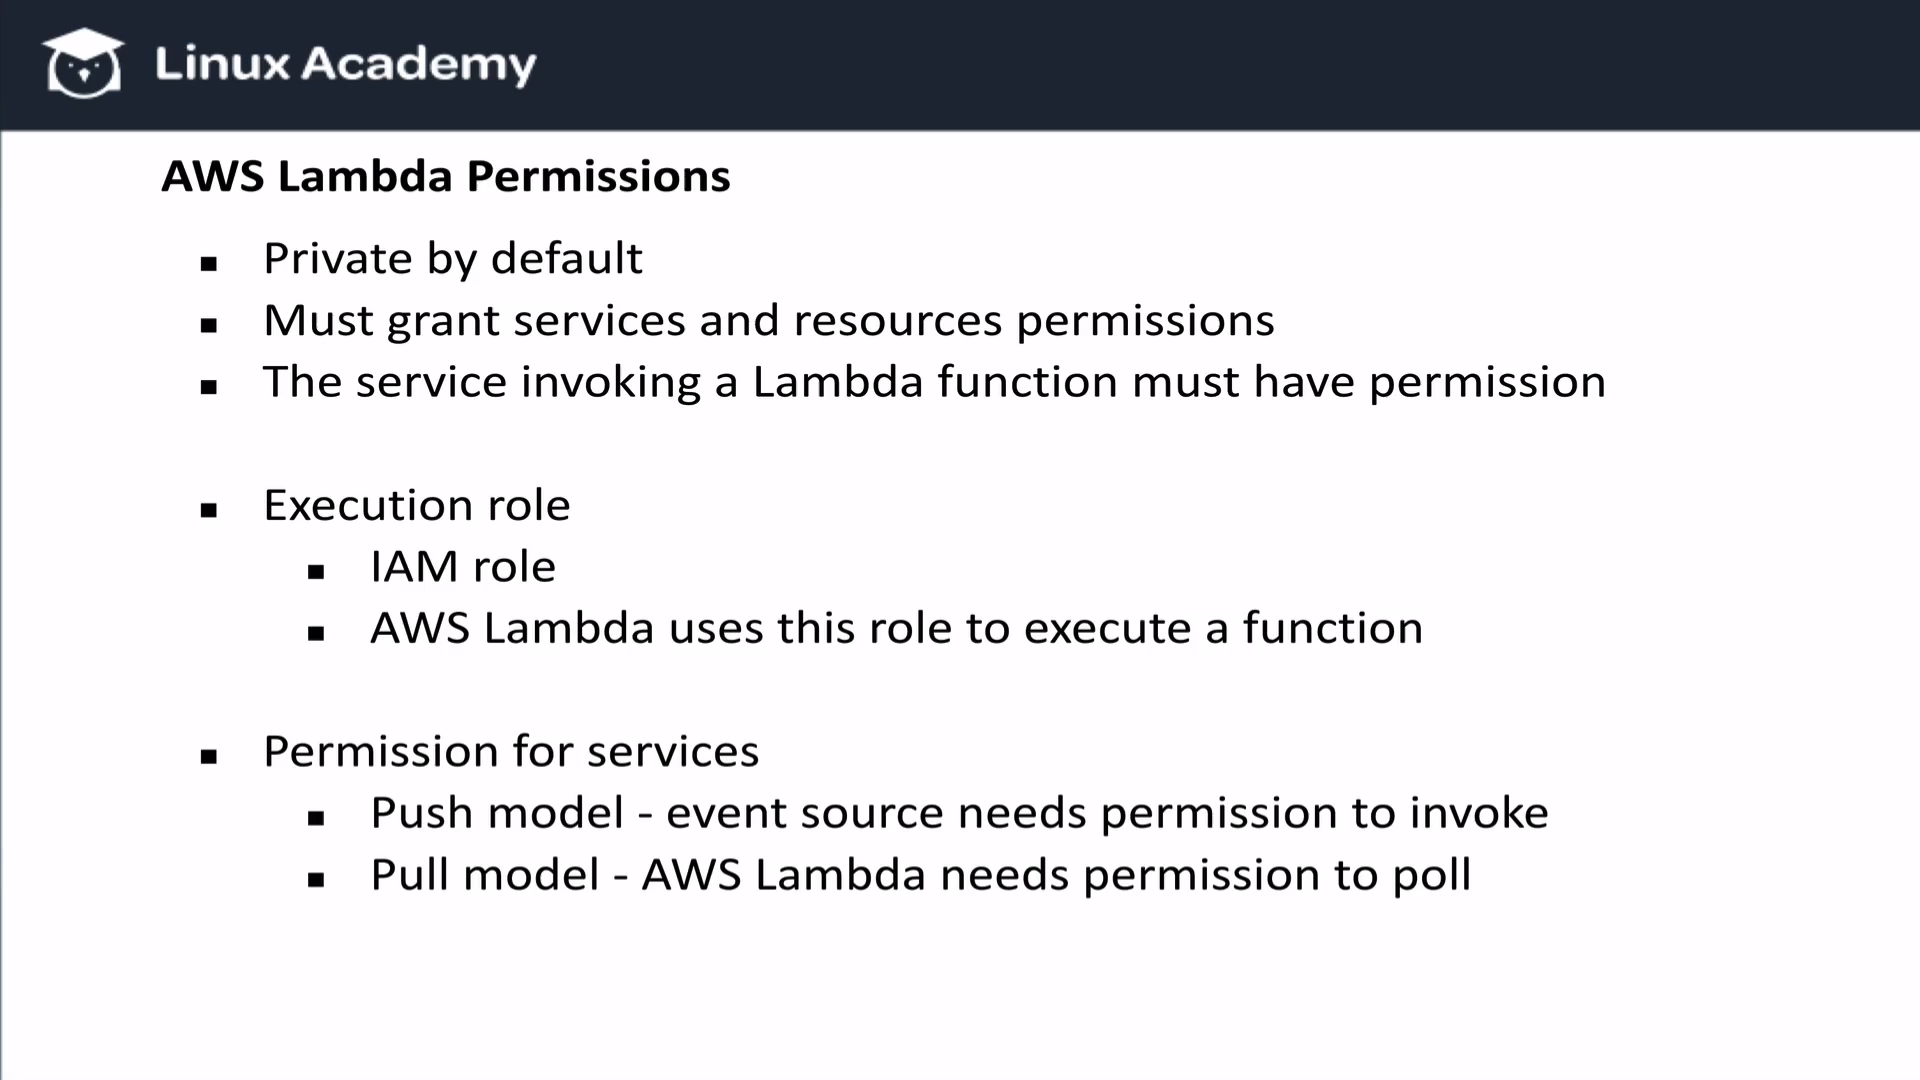 Linux Academy
AWS Lambda Permissions
▪ Private by default
▪ Must grant services and resources permissions
▪ The service invoking a Lambda function must have permission
▪ Execution role
▪ IAM role
▪ AWS Lambda uses this role to execute a function
▪ Permission for services
▪ Push model - event source needs permission to invoke
▪ Pull model - AWS Lambda needs permission to poll